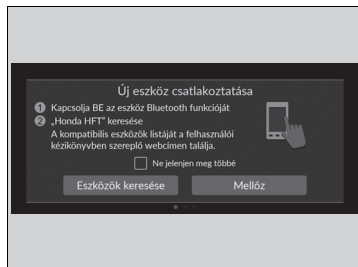 Új eszköz csatlakoztatása
1 Kapcsolja BE az eszköz Bluetooth funkcióját
2 „Honda HFT” keresése
A kompatibilis eszközök listáját a felhasználói
kézikönyvben szereplő webcímen találja.
Ne jelenjen meg többé
Eszközök keresése Mellőz